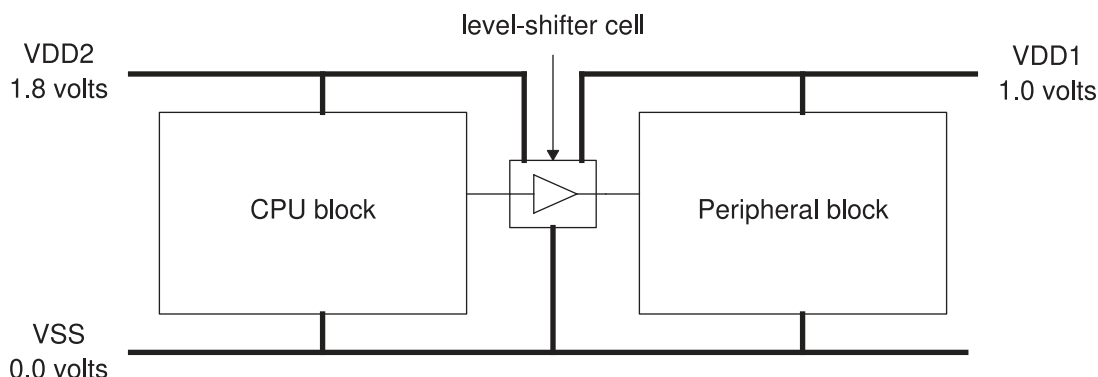 level-shifter cell
VDD2
1.8 volts
VDD1
1.0 volts
CPU block
Peripheral block
VSS
0.0 volts